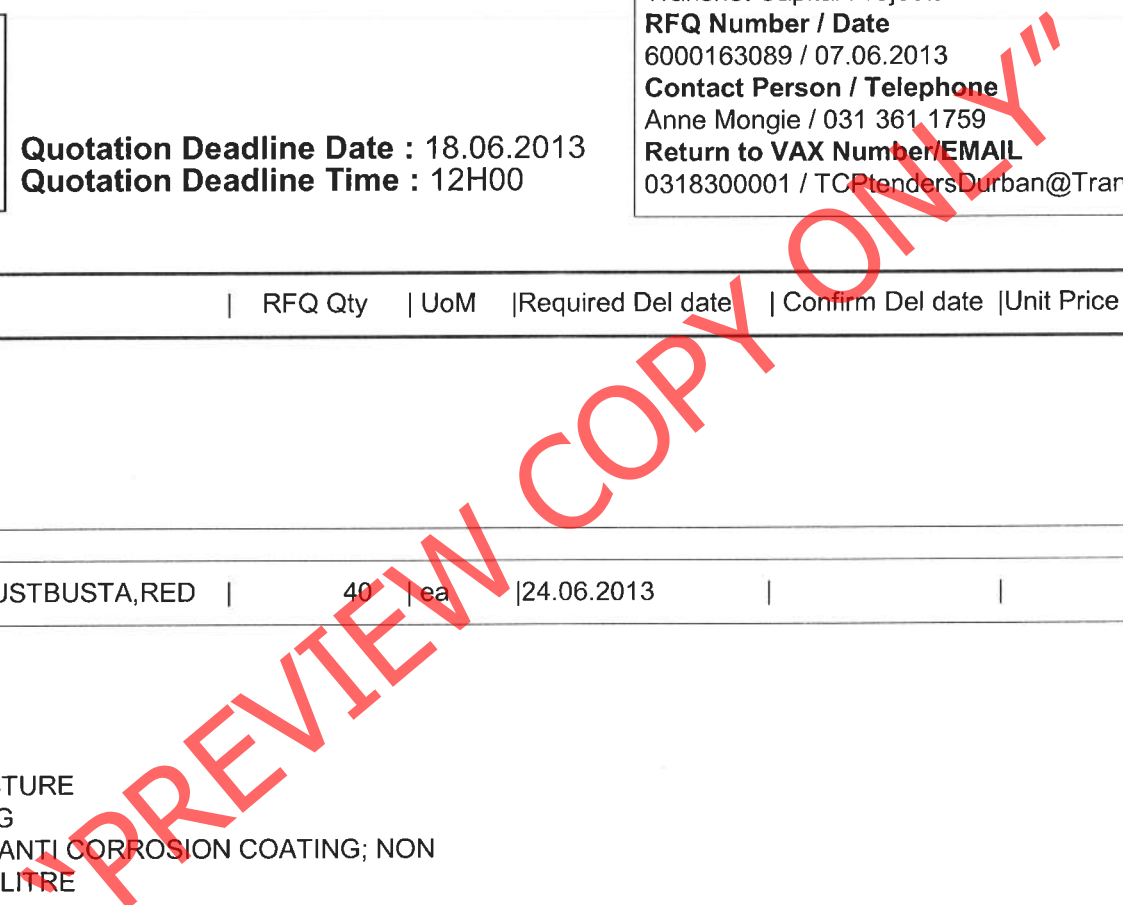 RFQ Number / Date
6000163089 / 07.06.2013
Contact Person / Telephone
Anne Mongie / 031 361 1759
Return to VAX Number/EMAIL
0318300001 / TCPtendersDurban@Tran
Quotation Deadline Date : 18.06.2013
Quotation Deadline Time : 12H00
| RFQ Qty | UoM |Required Del date | Confirm Del date |Unit Price
USTBUSTA,RED | 40 | ea |24.06.2013 | |
TURE
G
ANTI CORROSION COATING; NON
LITRE
"PREVIEW COPY ONLY"